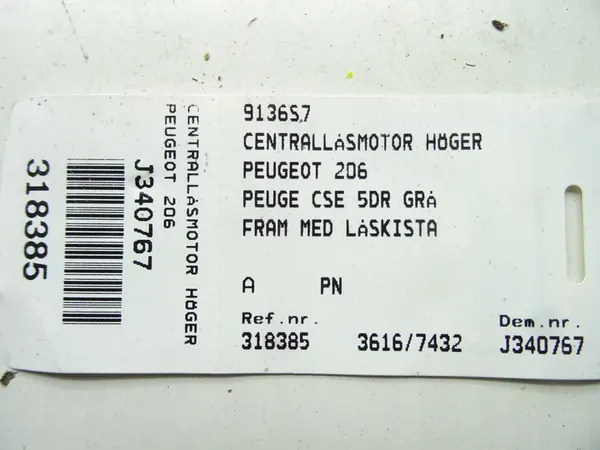 318385
J340767
CENTRALLÅSMOTOR HÖGER
PEUGEOT 206
9136S7
CENTRALLÅSMOTOR HÖGER
PEUGEOT 206
PEUGE CSE 5DR GRÅ
FRAM MED LÅSKISTA
A PN
Ref.nr. Dem.nr.
318385 3616/7432 J340767